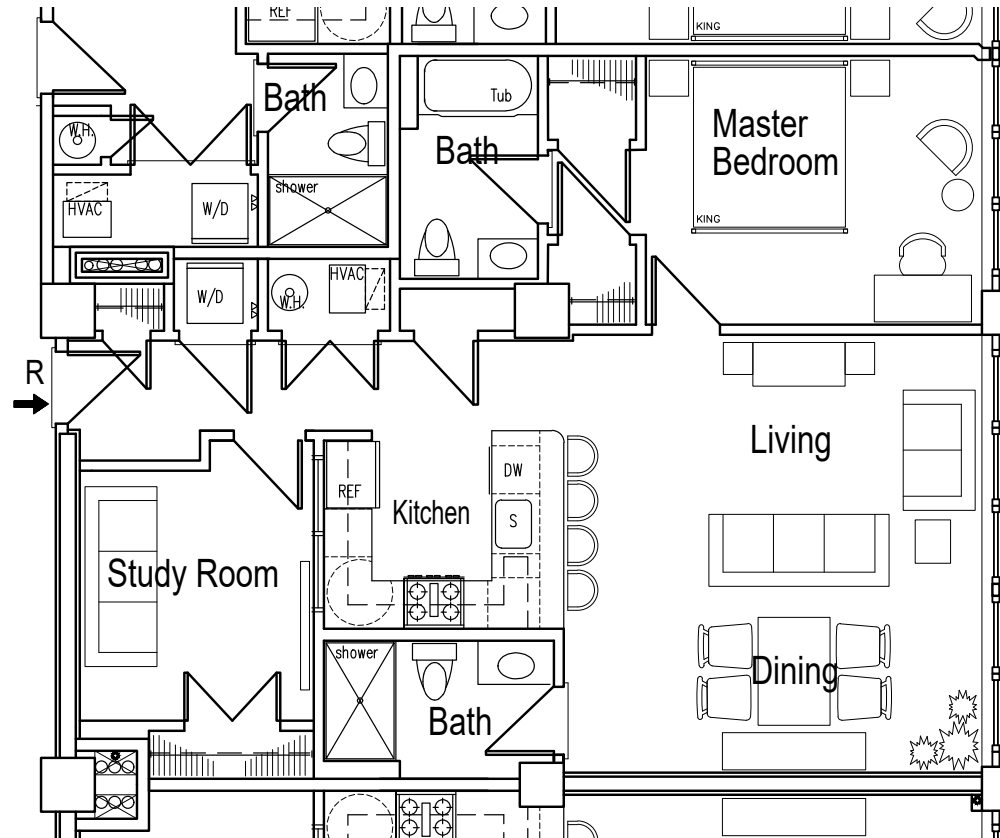 REF
KING
Bath
Tub
Master
Bedroom
W.H.
Bath
shower
HVAC
W/D
KING
W/D
W.H.
HVAC
R
Living
REF
Kitchen
DW
S
Study Room
shower
Bath
Dining